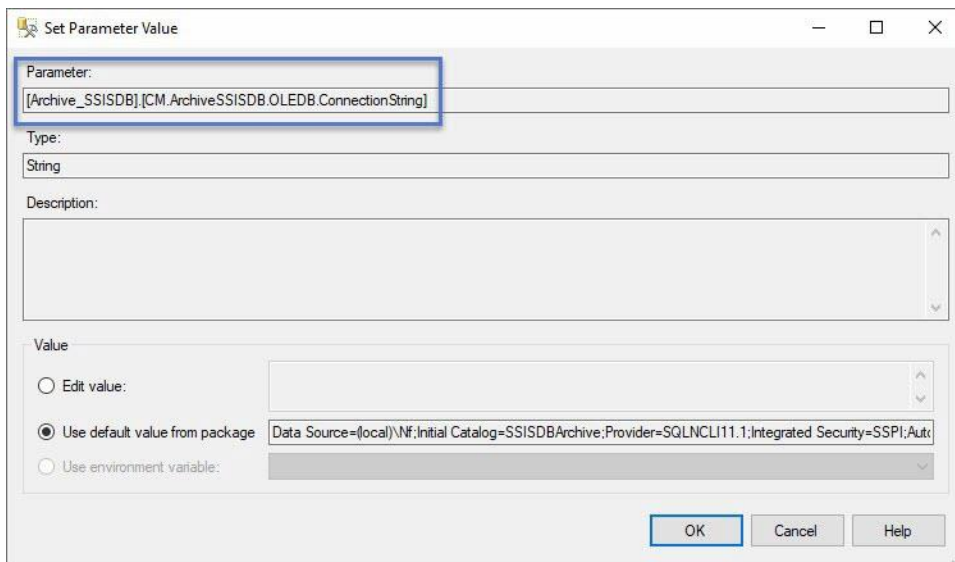 Set Parameter Value
Parameter:
[Archive_SSISDB].[CM.ArchiveSSISDB.OLEDB.ConnectionString]
Type:
String
Description:
Value
Edit value:
Use default value from package Data Source=(local)\Nf;Initial Catalog=SSISDBArchive;Provider=SQLNCLI11.1;Integrated Security=SSPI;Aut
Use environment variable:
OK Cancel Help